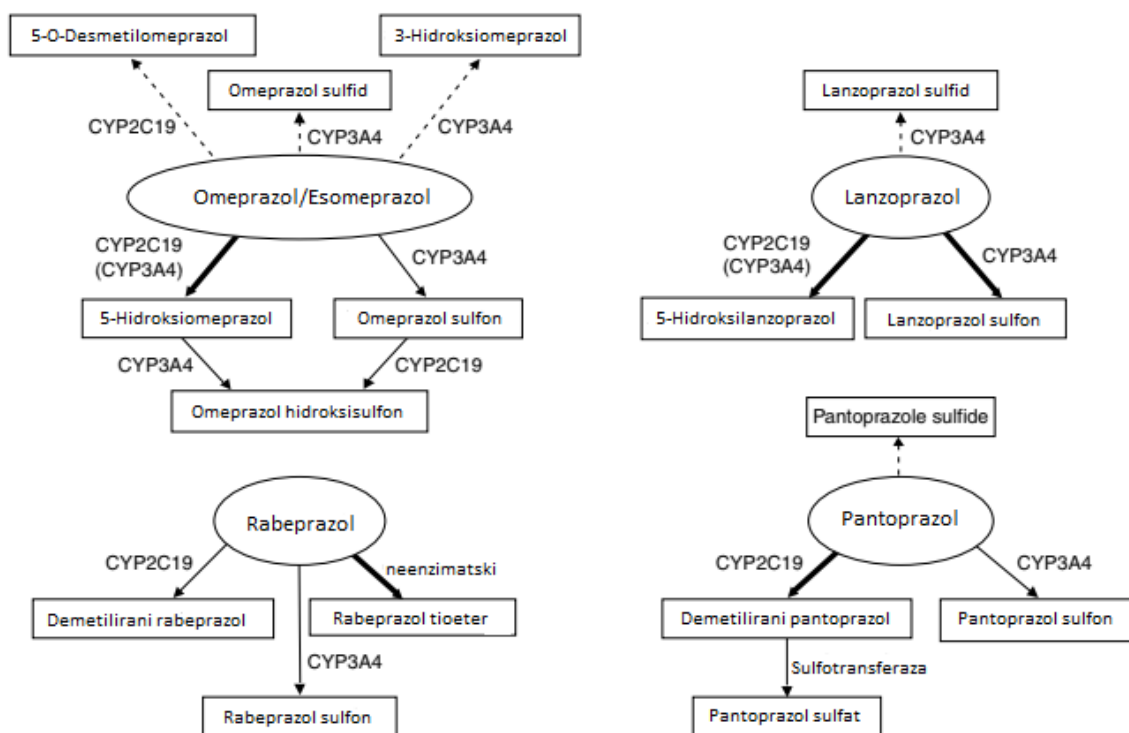 5-O-Desmetilomeprazol
3-Hidroksiomeprazol
Omeprazol sulfid
CYP2C19
CYP3A4
CYP3A4
Omeprazol/Esomeprazol
CYP2C19
(CYP3A4)
CYP3A4
5-Hidroksiomeprazol
Omeprazol sulfon
CYP3A4
CYP2C19
Omeprazol hidroksisulfon
Lanzoprazol sulfid
CYP3A4
Lanzoprazol
CYP2C19
(CYP3A4)
CYP3A4
5-Hidroksilanzoprazol
Lanzoprazol sulfon
Rabeprazol
CYP2C19
neenzimatski
Demetilirani rabeprazol
Rabeprazol tioeter
CYP3A4
Rabeprazol sulfon
Pantoprazole sulfide
Pantoprazol
CYP2C19
CYP3A4
Demetilirani pantoprazol
Pantoprazol sulfon
Sulfotransferaza
Pantoprazol sulfat